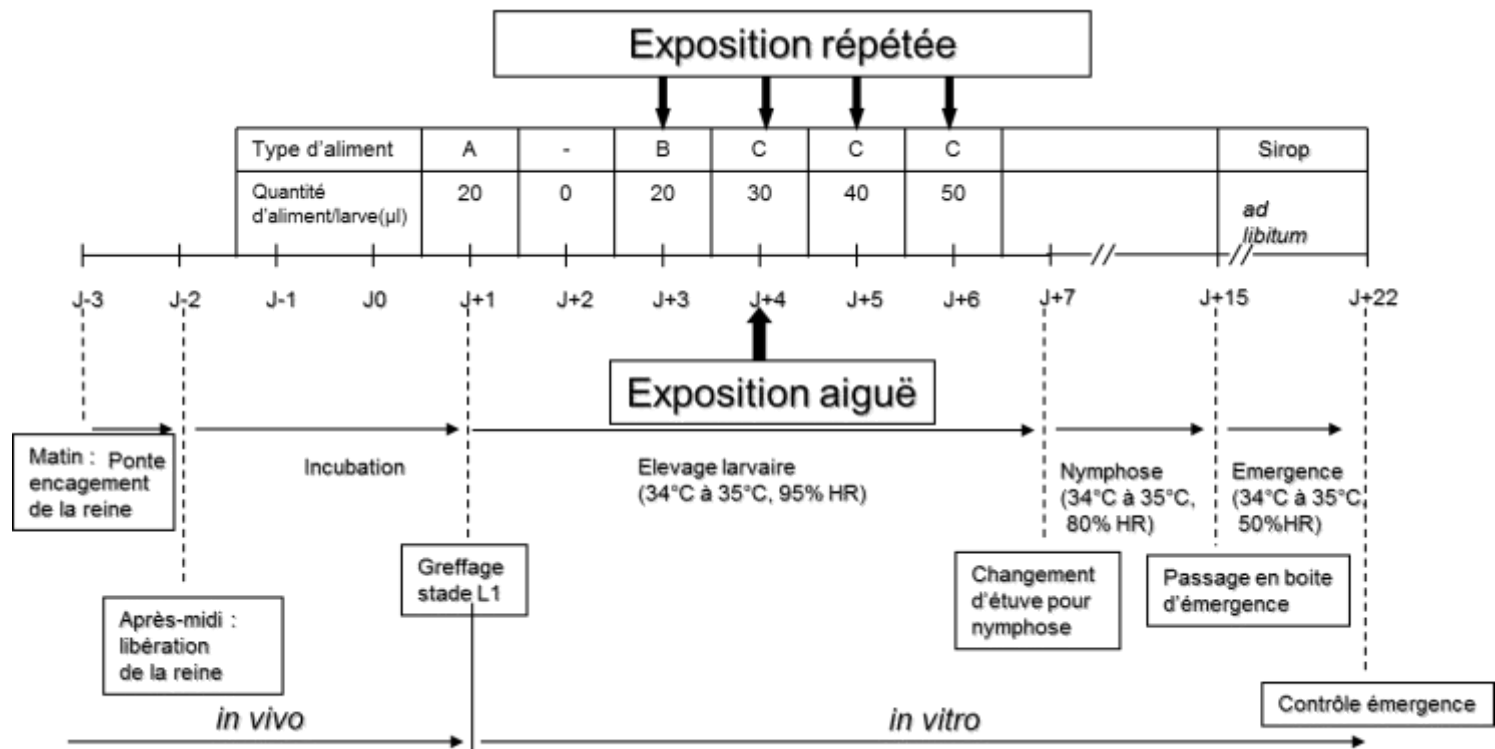 Exposition répétée
Type d'aliment A - B C C C Sirop
Quantité
d'aliment/larve(µl) 20 0 20 30 40 50 ad
libitum
J-3 J-2 J-1 J0 J+1 J+2 J+3 J+4 J+5 J+6 J+7 J+15 J+22
Exposition aiguë
Matin :
encagement
de la reine
Ponte
Incubation
Elevage larvaire
(34°C à 35°C, 95% HR)
Nymphose
(34°C à 35°C,
80% HR)
Emergence
(34°C à 35°C,
50%HR)
Après-midi :
libération
de la reine
Greffage
stade L1
Changement
d'étuve pour
nymphose
Passage en boite
d'émergence
Contrôle émergence
in vivo
in vitro